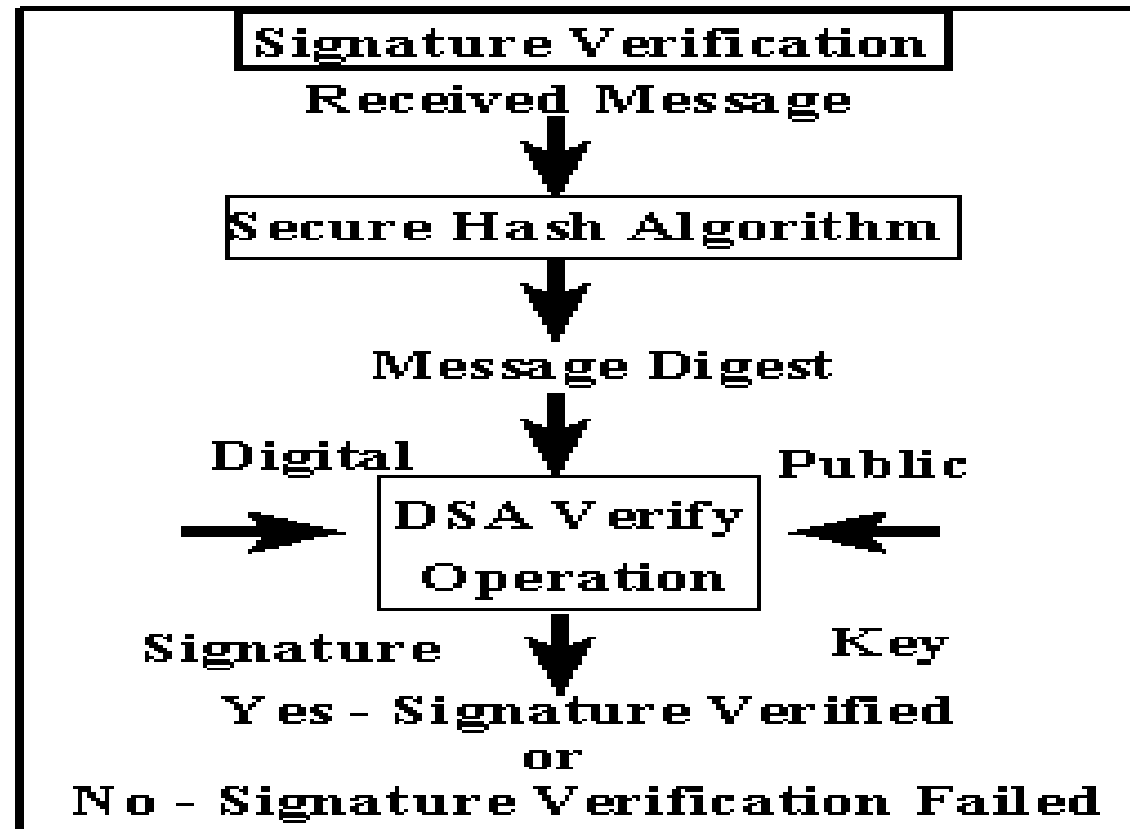 Signature Verification
Received Message
Secure Hash Algorithm
Message Digest
Digital
Public
DSA Verify
Operation
Signature
Key
Yes - Signature Verified
or
No - Signature Verification Failed